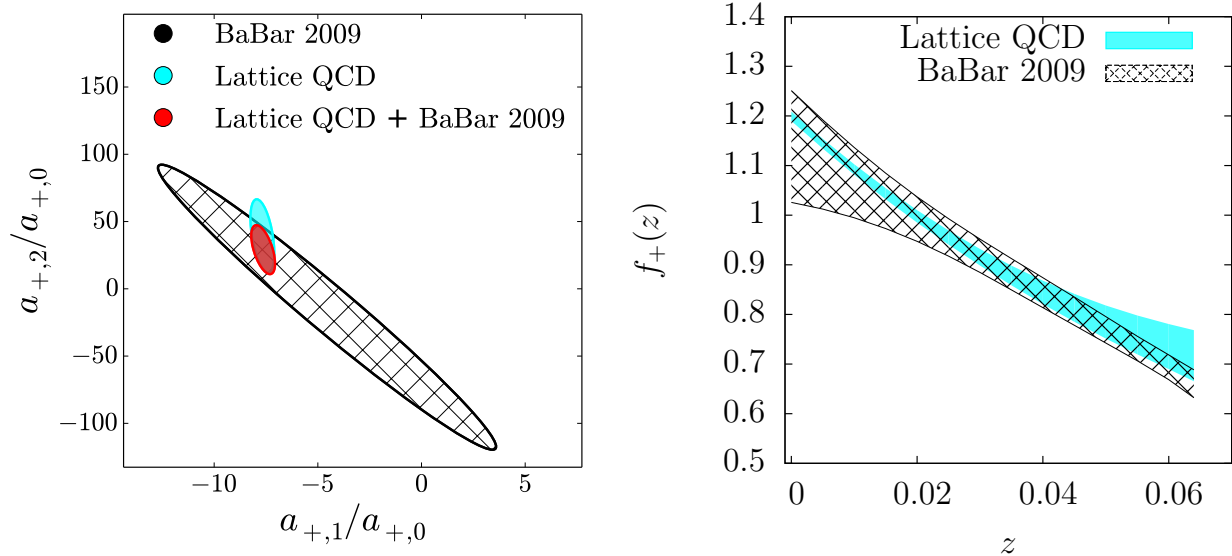 BaBar 2009
Lattice QCD
Lattice QCD + BaBar 2009
150
100
50
0
−50
−100
−10
−5
0
5
a+,2/a+,0
a+,1/a+,0
Lattice QCD
BaBar 2009
1.4
1.3
1.2
1.1
1
0.9
0.8
0.7
0.6
0.5
0
0.02
0.04
0.06
f+(z)
z